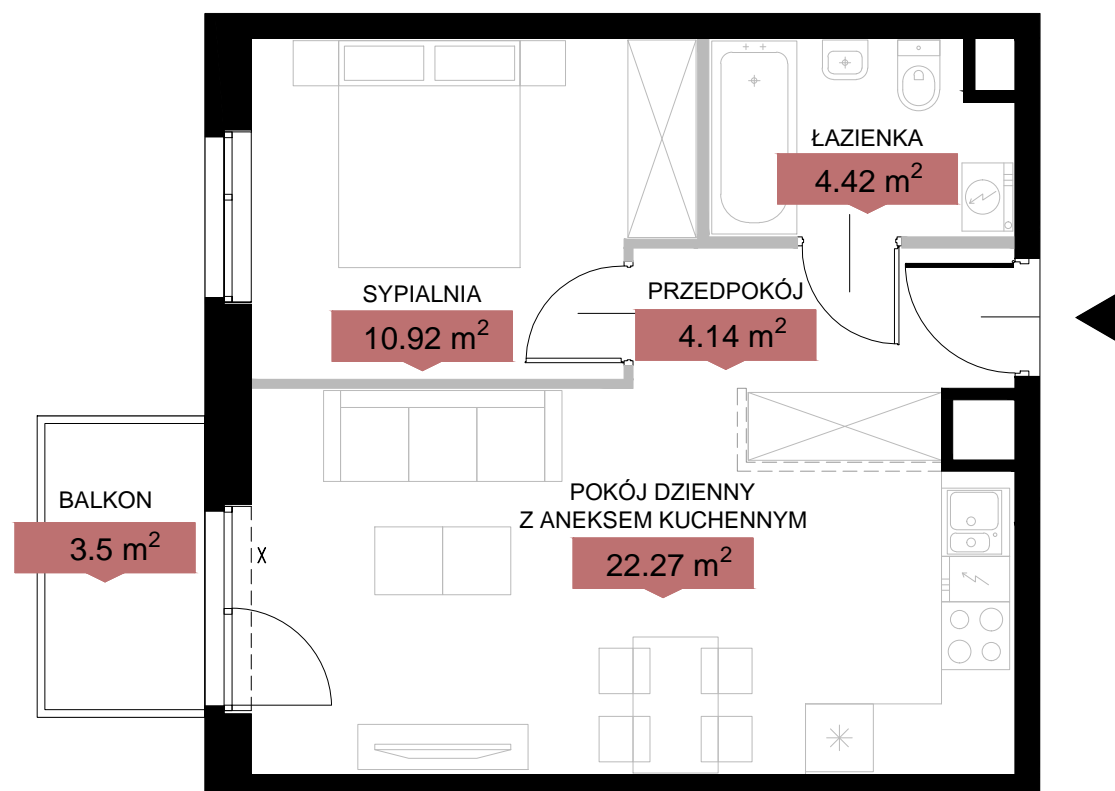 ŁAZIENKA
4.42 m²
SYPIALNIA
10.92 m²
PRZEDPOKÓJ
4.14 m²
BALKON
3.5 m²
POKÓJ DZIENNY
Z ANEKSEM KUCHENNYM
22.27 m²
X